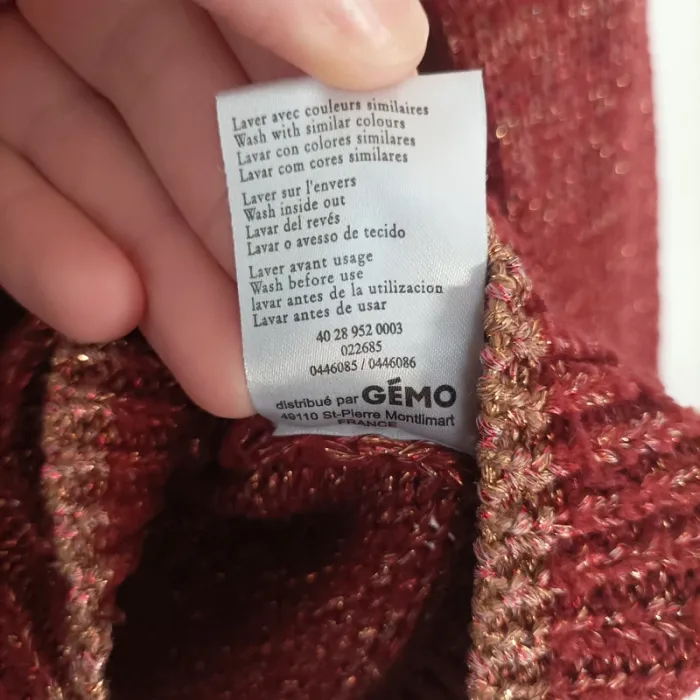 Laver avec couleurs similaires
Wash with similar colours
Lavar con colores similares
Lavar com cores similares
Laver sur l'envers
Wash inside out
Lavar del revés
Lavar o avesso de tecido
Laver avant usage
Wash before use
lavar antes de la utilizacion
Lavar antes de usar
40 28 952 0003
022685
0446085 / 0446086
distribué par GÉMO
49110 St-Pierre Montlimart
FRANCE